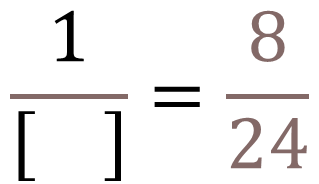 1/[ ] = 8/24